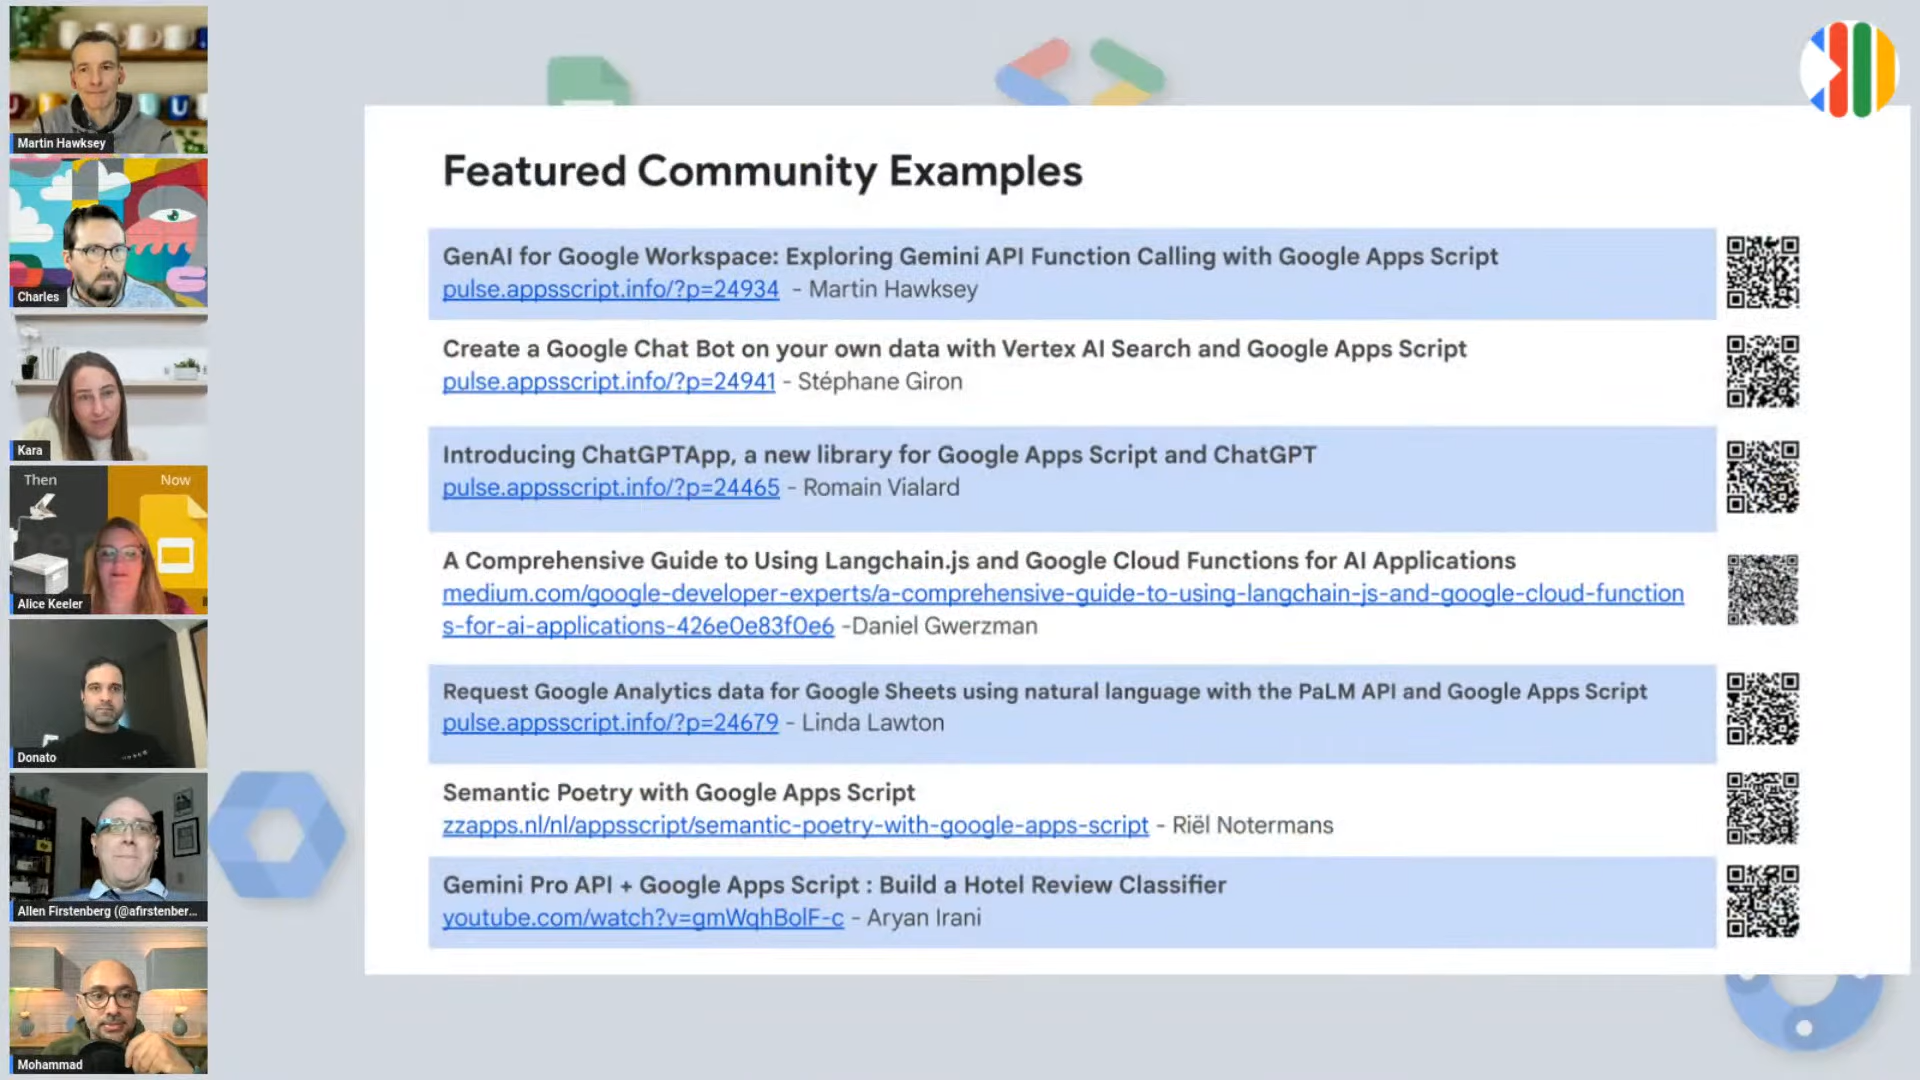 Martin Hawksey
Charles
Kara
Then
Now
Alice Keeler
Donato
Allen Firstenberg (@afirstenber...
Mohammad
Featured Community Examples
GenAI for Google Workspace: Exploring Gemini API Function Calling with Google Apps Script
pulse.appsscript.info/?p=24934 - Martin Hawksey
Create a Google Chat Bot on your own data with Vertex AI Search and Google Apps Script
pulse.appsscript.info/?p=24941 - Stéphane Giron
Introducing ChatGPTApp, a new library for Google Apps Script and ChatGPT
pulse.appsscript.info/?p=24465 - Romain Vialard
A Comprehensive Guide to Using Langchain.js and Google Cloud Functions for AI Applications
medium.com/google-developer-experts/a-comprehensive-guide-to-using-langchain-js-and-google-cloud-function
s-for-ai-applications-426e0e83f0e6 -Daniel Gwerzman
Request Google Analytics data for Google Sheets using natural language with the PaLM API and Google Apps Script
pulse.appsscript.info/?p=24679 - Linda Lawton
Semantic Poetry with Google Apps Script
zzapps.nl/nl/appsscript/semantic-poetry-with-google-apps-script - Riël Notermans
Gemini Pro API + Google Apps Script : Build a Hotel Review Classifier
youtube.com/watch?v=gmWqhBolF-c - Aryan Irani